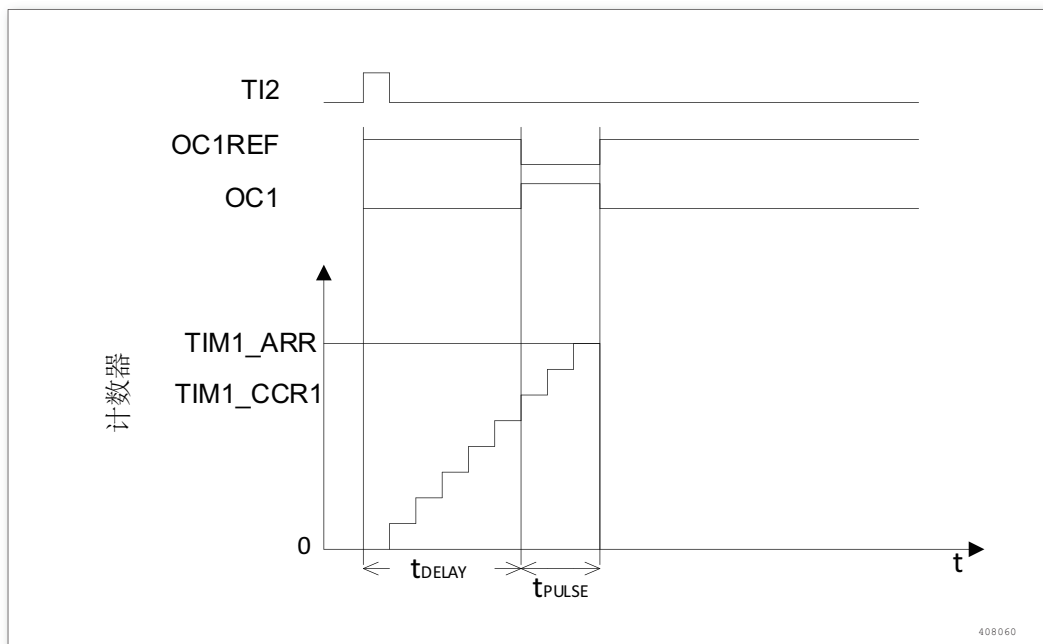 TI2
OC1REF
OC1
TIM1_ARR
TIM1_CCR1
计数器
0
t
tDELAY
tPULSE
408060